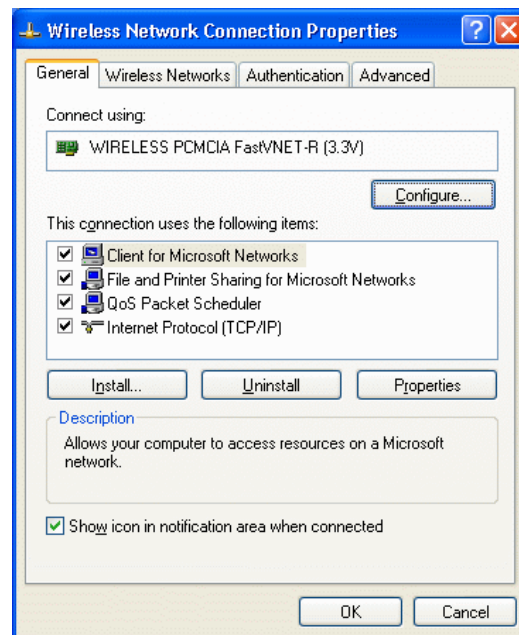 Wireless Network Connection Properties
General Wireless Networks Authentication Advanced
Connect using:
WIRELESS PCMCIA FastVNET-R (3.3V)
Configure...
This connection uses the following items:
Client for Microsoft Networks
File and Printer Sharing for Microsoft Networks
QoS Packet Scheduler
Internet Protocol (TCP/IP)
Install... Uninstall Properties
Description
Allows your computer to access resources on a Microsoft
network.
Show icon in notification area when connected
OK Cancel